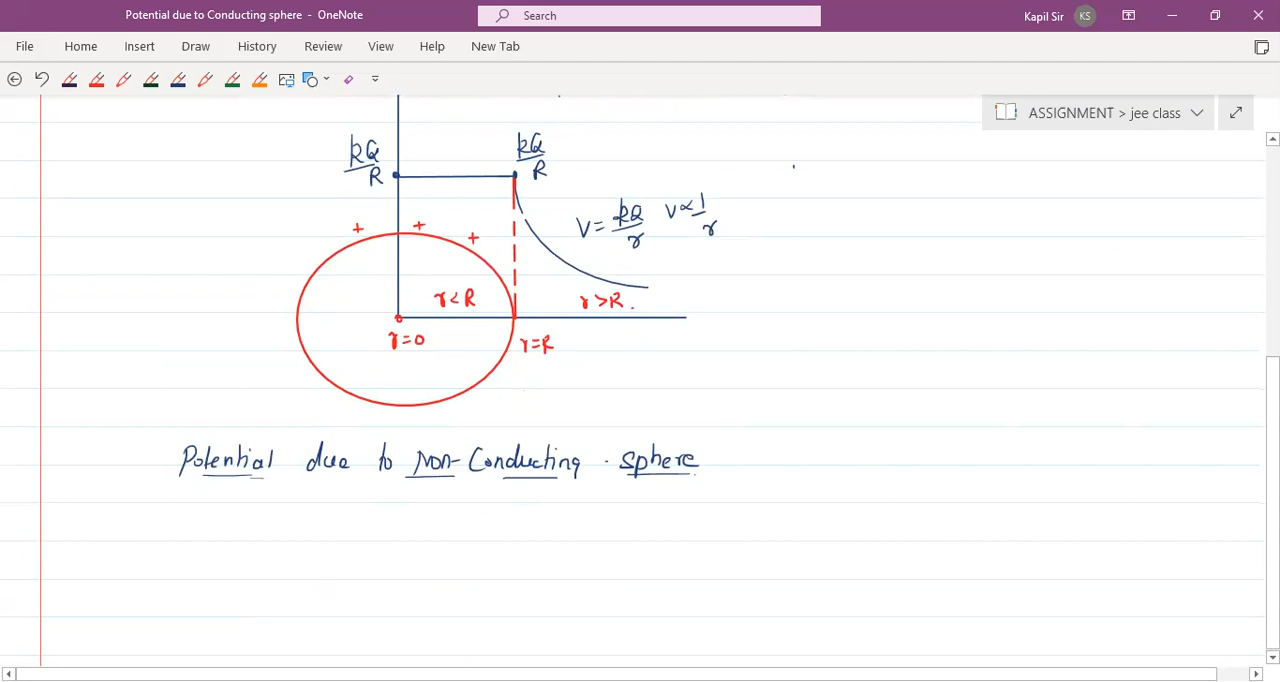 Potential due to Conducting sphere - OneNote
Search
Kapil Sir KS
File Home Insert Draw History Review View Help New Tab
ASSIGNMENT > jee class
kQ/R
kQ/R
V = kQ/r V ∝ 1/r
+ + +
r < R
r > R.
r = 0
r = R
Potential due to Non-Conducting sphere